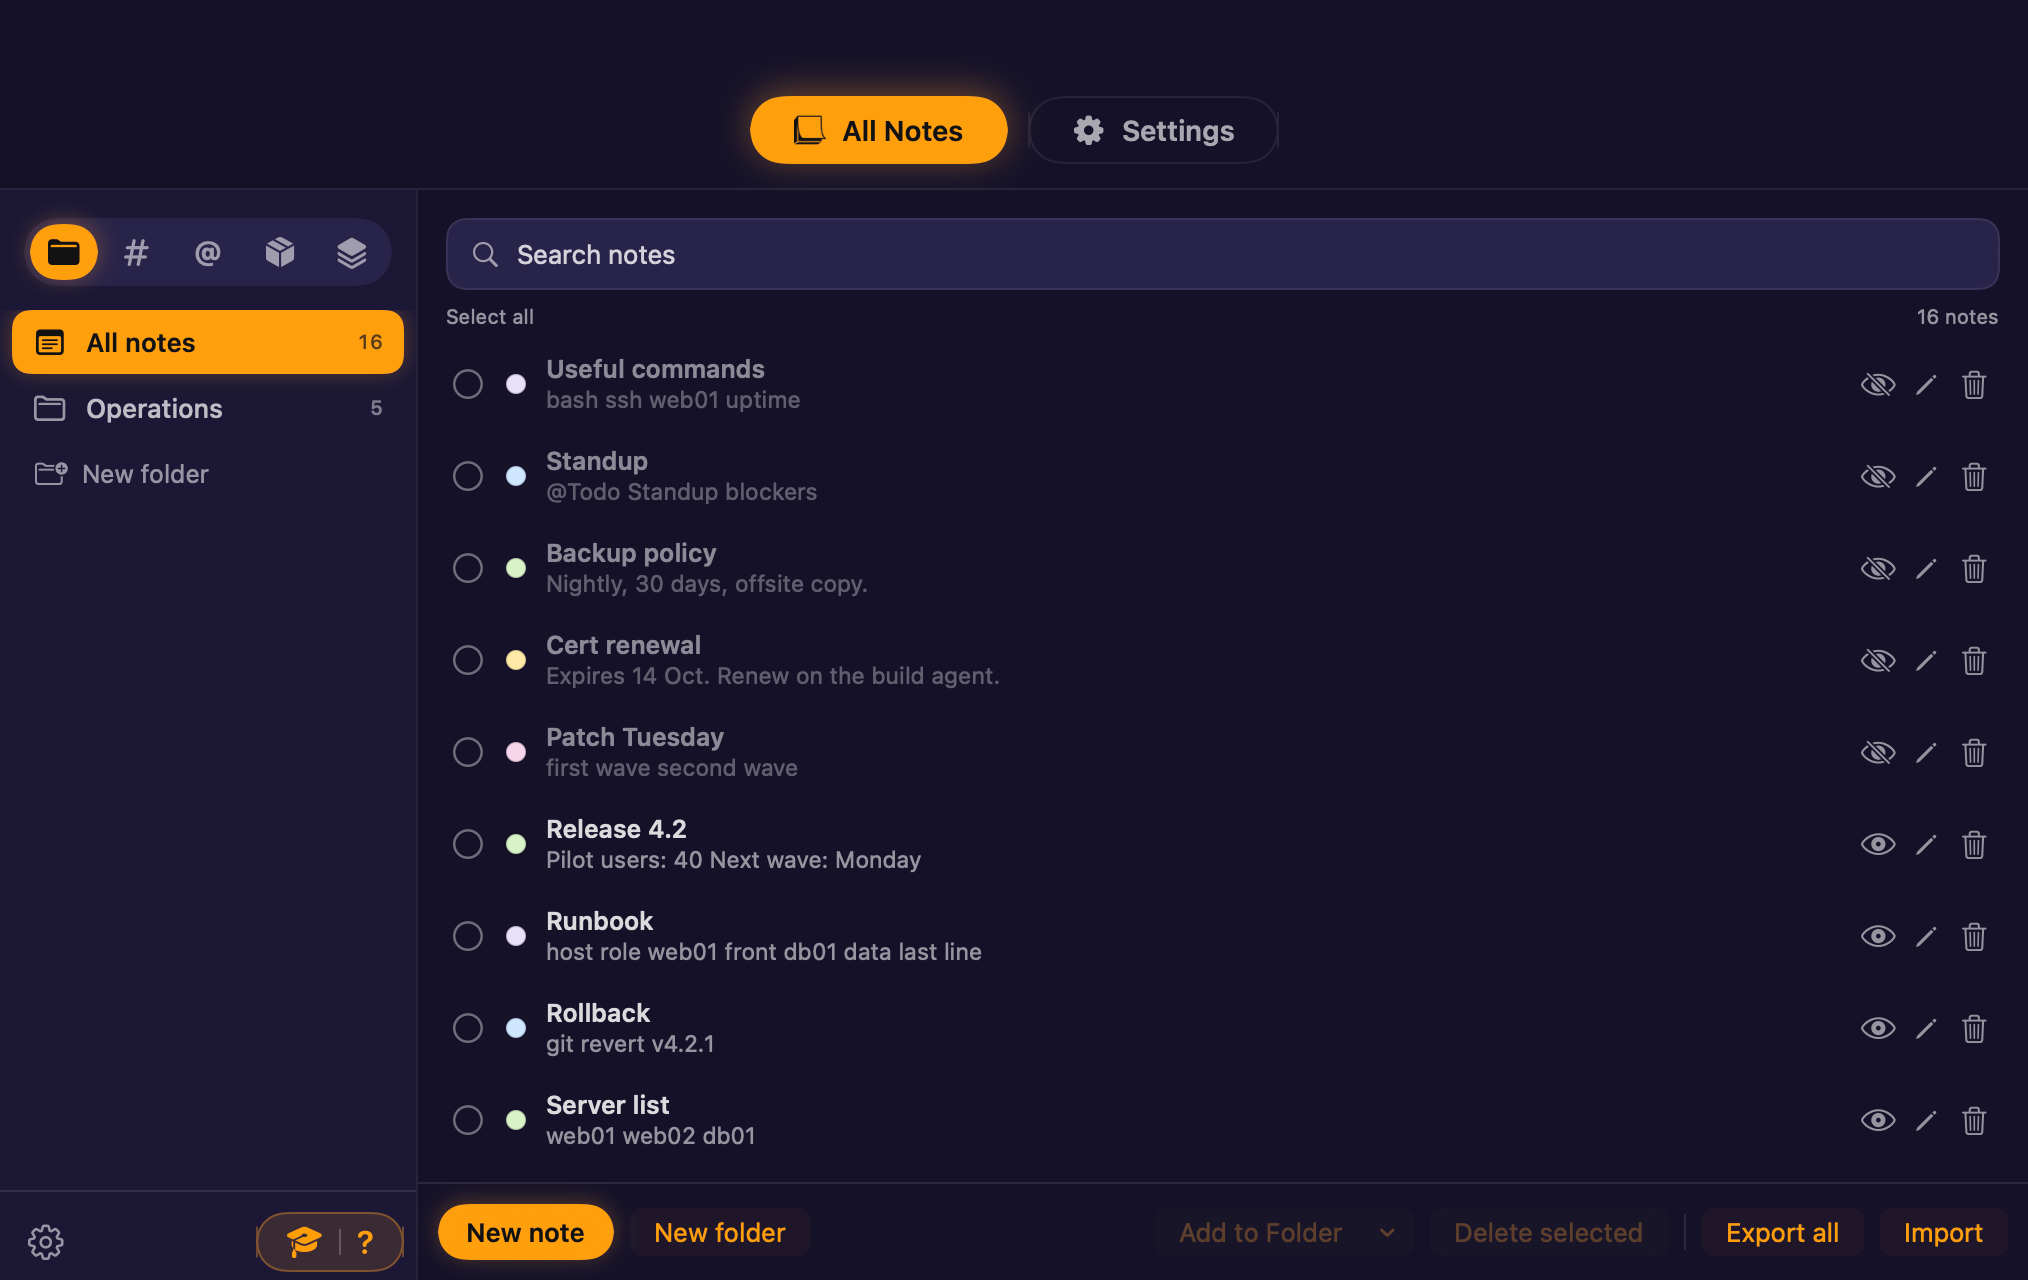 All Notes
Settings
# @
All notes 16
Operations 5
New folder
Search notes
Select all
16 notes
Useful commands
bash ssh web01 uptime
Standup
@Todo Standup blockers
Backup policy
Nightly, 30 days, offsite copy.
Cert renewal
Expires 14 Oct. Renew on the build agent.
Patch Tuesday
first wave second wave
Release 4.2
Pilot users: 40 Next wave: Monday
Runbook
host role web01 front db01 data last line
Rollback
git revert v4.2.1
Server list
web01 web02 db01
?
New note
New folder
Add to Folder
Delete selected
Export all
Import